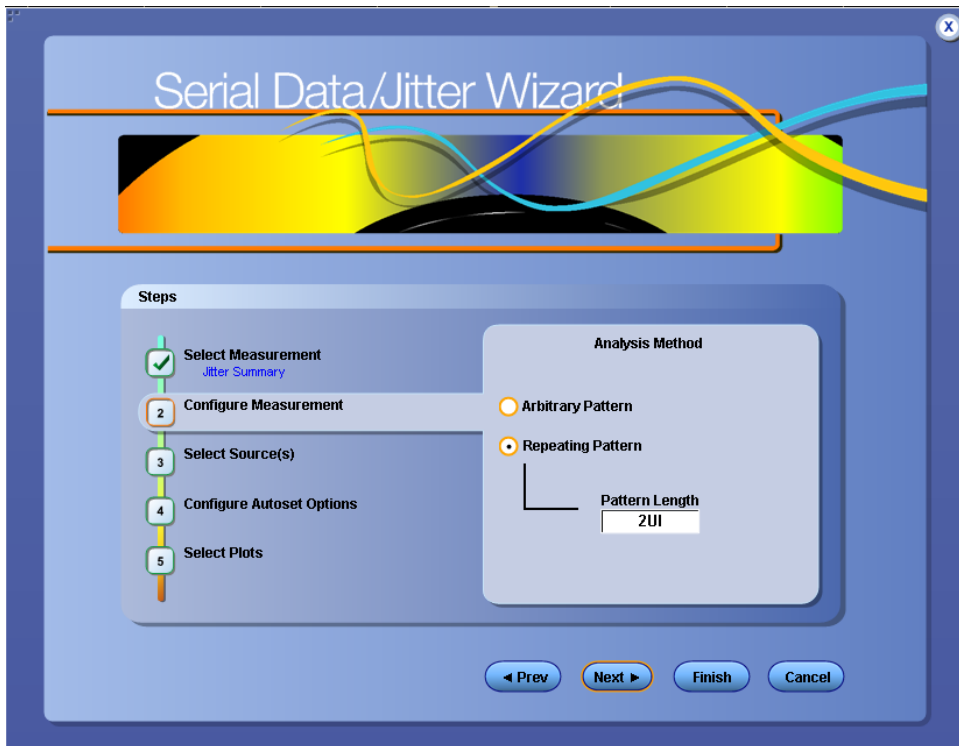 X
Serial Data/Jitter Wizard
Steps
Select Measurement
Jitter Summary
2 Configure Measurement
3 Select Source(s)
4 Configure Autoset Options
5 Select Plots
Analysis Method
Arbitrary Pattern
Repeating Pattern
Pattern Length
2UI
◄ Prev
Next ►
Finish
Cancel